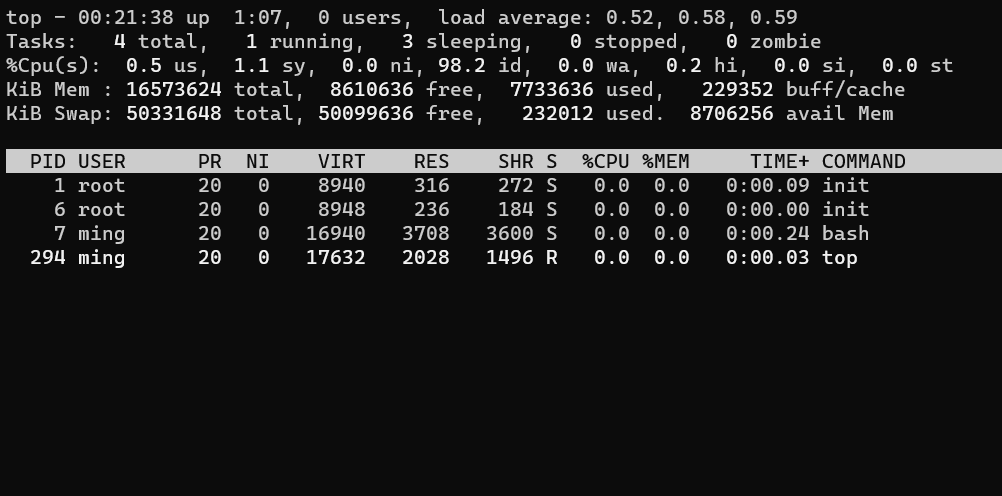 top - 00:21:38 up  1:07,  0 users,  load average: 0.52, 0.58, 0.59
Tasks:   4 total,   1 running,   3 sleeping,   0 stopped,   0 zombie
%Cpu(s):  0.5 us,  1.1 sy,  0.0 ni, 98.2 id,  0.0 wa,  0.2 hi,  0.0 si,  0.0 st
KiB Mem : 16573624 total,  8610636 free,  7733636 used,   229352 buff/cache
KiB Swap: 50331648 total, 50099636 free,   232012 used.  8706256 avail Mem
  PID USER      PR  NI    VIRT    RES    SHR S  %CPU %MEM     TIME+ COMMAND
    1 root      20   0    8940    316    272 S   0.0  0.0   0:00.09 init
    6 root      20   0    8948    236    184 S   0.0  0.0   0:00.00 init
    7 ming      20   0   16940   3708   3600 S   0.0  0.0   0:00.24 bash
  294 ming      20   0   17632   2028   1496 R   0.0  0.0   0:00.03 top